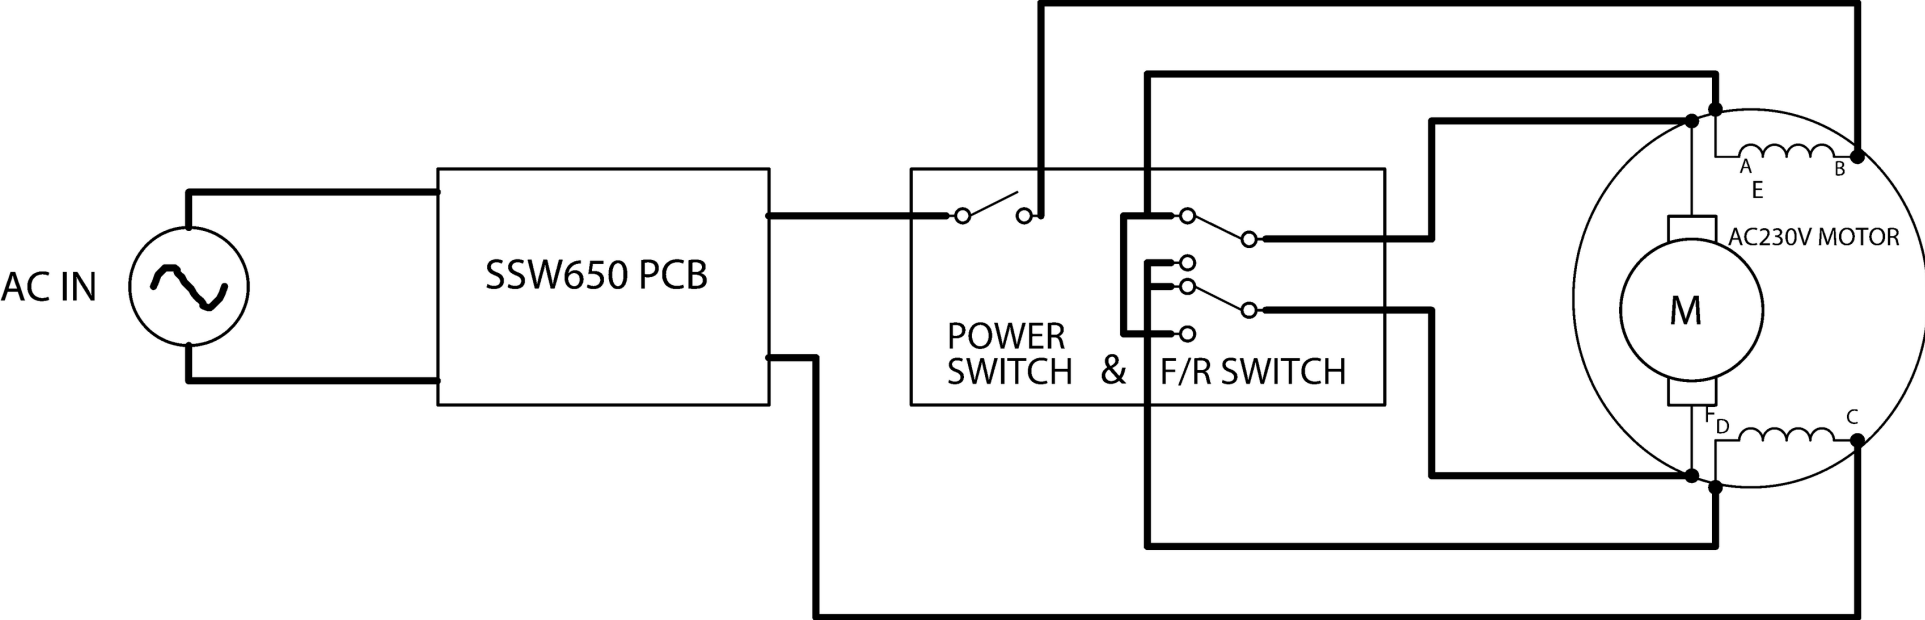 AC IN
SSW650 PCB
POWER
SWITCH & F/R SWITCH
A
B
E
AC230V MOTOR
M
F
D
C